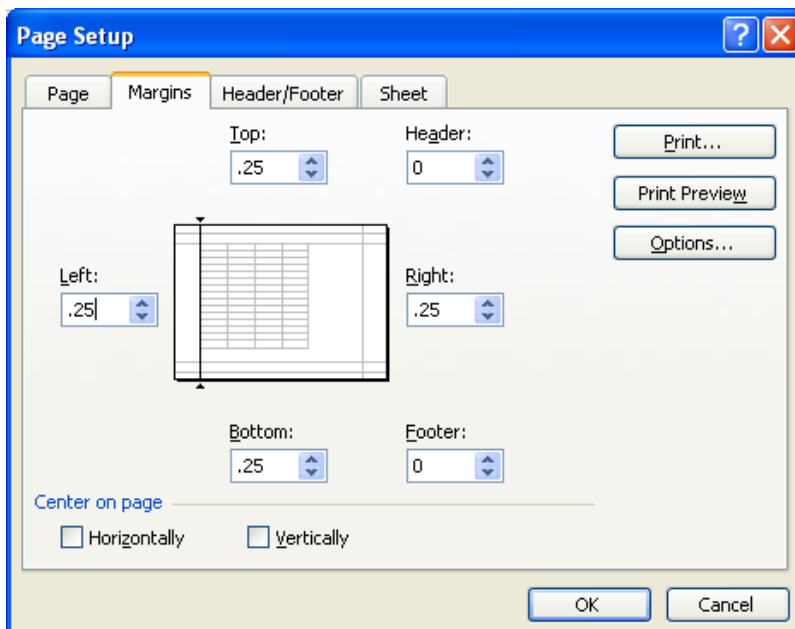 Page Setup
Page Margins Header/Footer Sheet
Top: Header:
.25 0
Print...
Print Preview
Options...
Left: Right:
.25 .25
Bottom: Footer:
.25 0
Center on page
Horizontally Vertically
OK Cancel